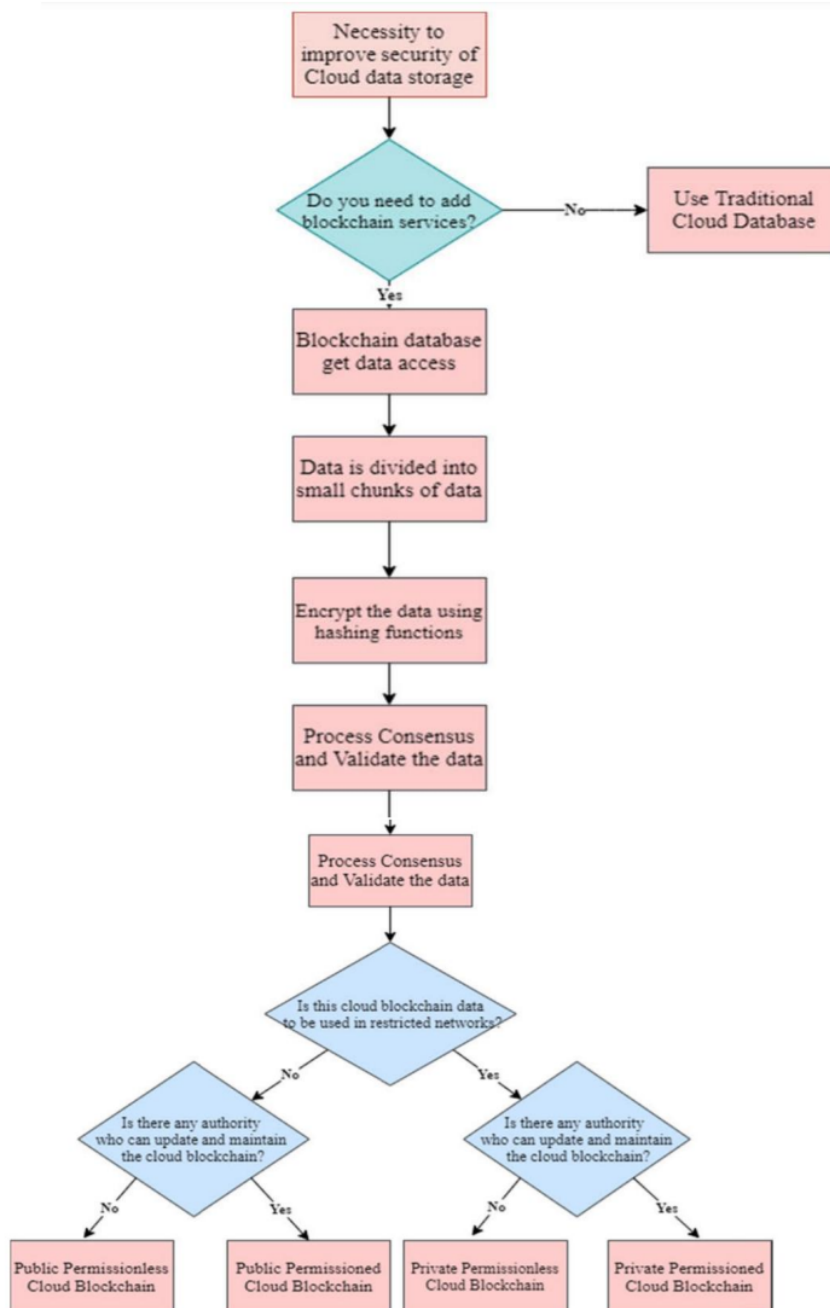 Necessity to
improve security of
Cloud data storage
Do you need to add
blockchain services?
No
Use Traditional
Cloud Database
Yes
Blockchain database
get data access
Data is divided into
small chunks of data
Encrypt the data using
hashing functions
Process Consensus
and Validate the data
Process Consensus
and Validate the data
Is this cloud blockchain data
to be used in restricted networks?
No
Yes
Is there any authority
who can update and maintain
the cloud blockchain?
Is there any authority
who can update and maintain
the cloud blockchain?
No
Yes
No
Yes
Public Permissionless
Cloud Blockchain
Public Permissioned
Cloud Blockchain
Private Permissionless
Cloud Blockchain
Private Permissioned
Cloud Blockchain